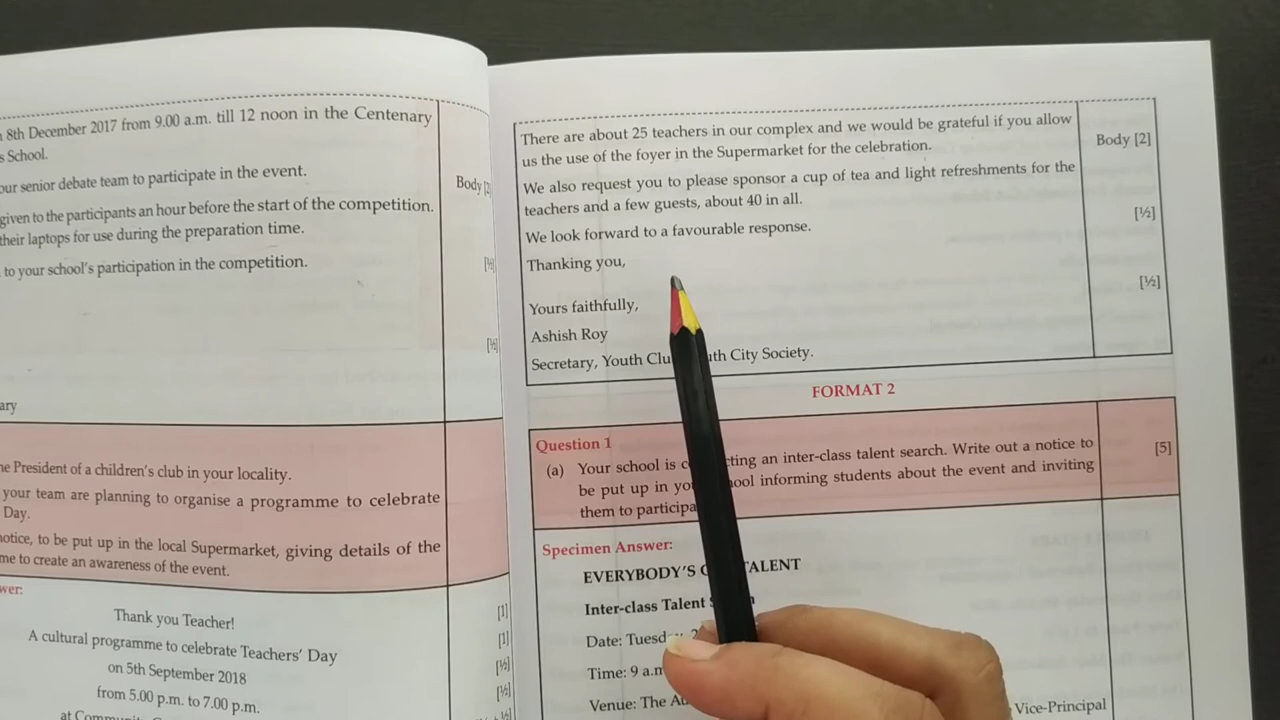 8th December 2017 from 9.00 a.m. till 12 noon in the Centenary
s School.
our senior debate team to participate in the event.
Body [2]
given to the participants an hour before the start of the competition.
their laptops for use during the preparation time.
to your school's participation in the competition.
[½]
[½]
ary
he President of a children's club in your locality.
your team are planning to organise a programme to celebrate
Day.
notice, to be put up in the local Supermarket, giving details of the
me to create an awareness of the event.
wer:
Thank you Teacher!
[1]
A cultural programme to celebrate Teachers' Day
[1]
on 5th September 2018
[½]
from 5.00 p.m. to 7.00 p.m.
[½]
at
There are about 25 teachers in our complex and we would be grateful if you allow
us the use of the foyer in the Supermarket for the celebration.
Body [2]
We also request you to please sponsor a cup of tea and light refreshments for the
teachers and a few guests, about 40 in all.
[½]
We look forward to a favourable response.
Thanking you,
[½]
Yours faithfully,
Ashish Roy
Secretary, Youth Clu th City Society.
FORMAT 2
Question 1
(a) Your school is c cting an inter-class talent search. Write out a notice to
[5]
be put up in yo ool informing students about the event and inviting
them to participa
Specimen Answer:
EVERYBODY'S G TALENT
Inter-class Talent
Date: Tuesd
Time: 9 a.m
Venue: The
Vice-Principal